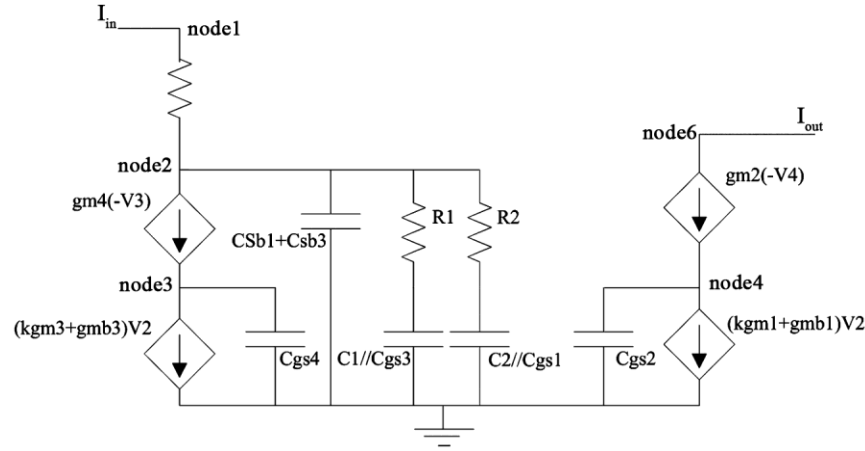 I_in
node1
node6
I_out
node2
gm4(-V3)
gm2(-V4)
CSb1+Csb3
R1
R2
node3
node4
(kgm3+gmb3)V2
(kgm1+gmb1)V2
Cgs4
C1//Cgs3
C2//Cgs1
Cgs2